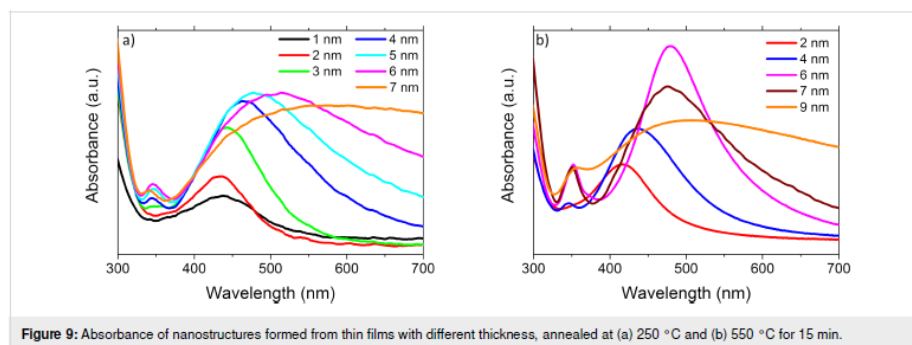 a)
1 nm
2 nm
3 nm
4 nm
5 nm
6 nm
7 nm
Absorbance (a.u.)
300 400 500 600 700
Wavelength (nm)
b)
2 nm
4 nm
6 nm
7 nm
9 nm
Absorbance (a.u.)
300 400 500 600 700
Wavelength (nm)
Figure 9: Absorbance of nanostructures formed from thin films with different thickness, annealed at (a) 250 °C and (b) 550 °C for 15 min.